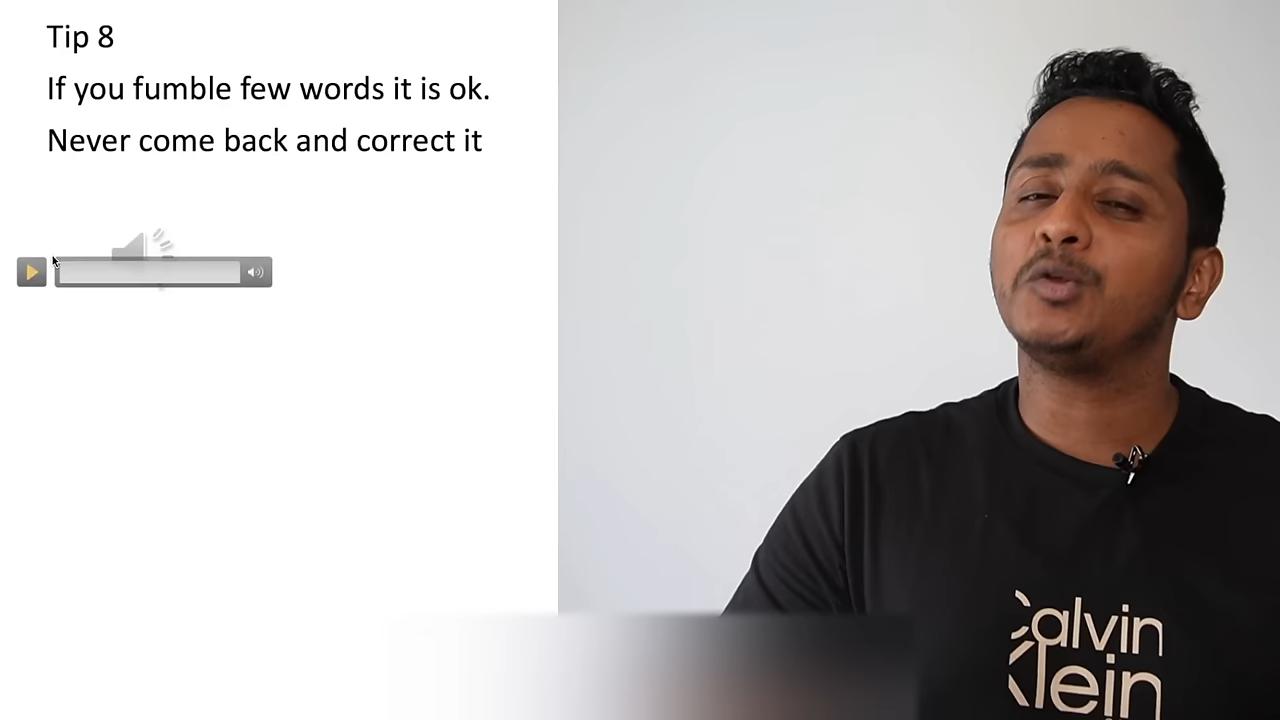 Tip 8
If you fumble few words it is ok.
Never come back and correct it
Calvin
Klein